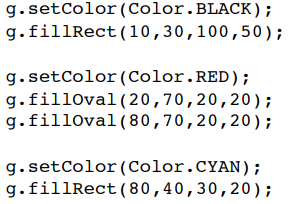 g.setColor(Color.BLACK);
g.fillRect(10,30,100,50);
g.setColor(Color.RED);
g.fillOval(20,70,20,20);
g.fillOval(80,70,20,20);
g.setColor(Color.CYAN);
g.fillRect(80,40,30,20);